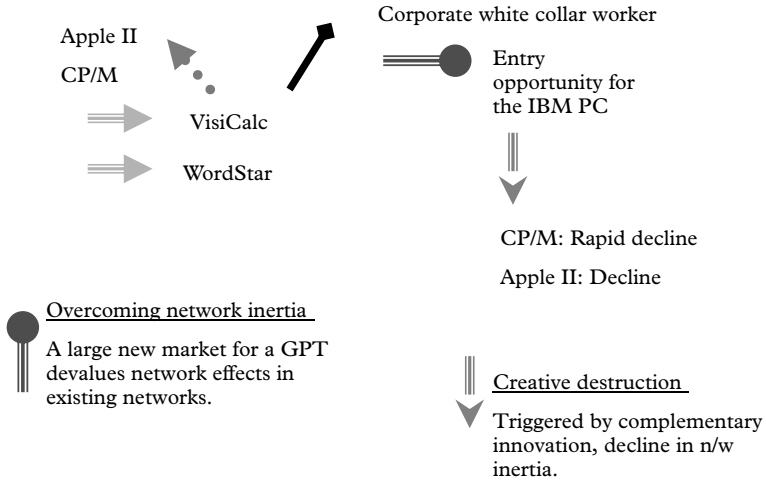 Apple II
CP/M
VisiCalc
WordStar
Corporate white collar worker
Entry
opportunity for
the IBM PC
CP/M: Rapid decline
Apple II: Decline
Overcoming network inertia
A large new market for a GPT
devalues network effects in
existing networks.
Creative destruction
Triggered by complementary
innovation, decline in n/w
inertia.